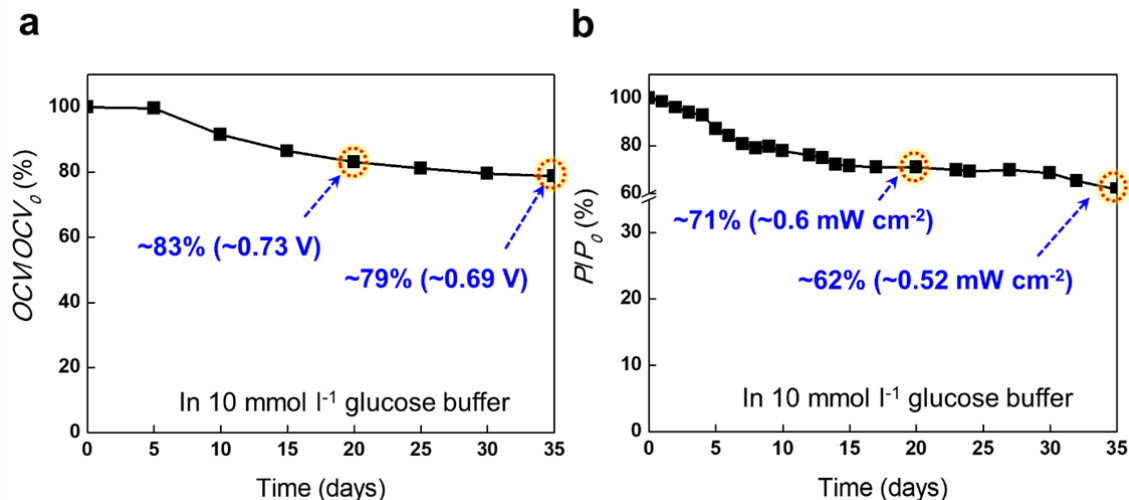 a
OCV/OCV0 (%)
100
80
60
40
20
0
~83% (~0.73 V)
~79% (~0.69 V)
In 10 mmol l-1 glucose buffer
0 5 10 15 20 25 30 35
Time (days)
b
P/P0 (%)
100
80
60
30
20
10
0
~71% (~0.6 mW cm-2)
~62% (~0.52 mW cm-2)
In 10 mmol l-1 glucose buffer
0 5 10 15 20 25 30 35
Time (days)